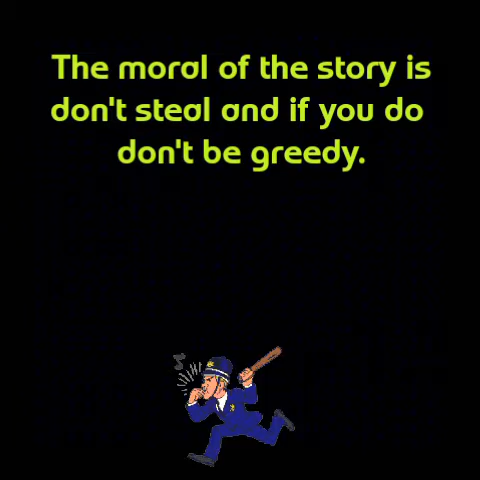 The moral of the story is
don't steal and if you do
don't be greedy.